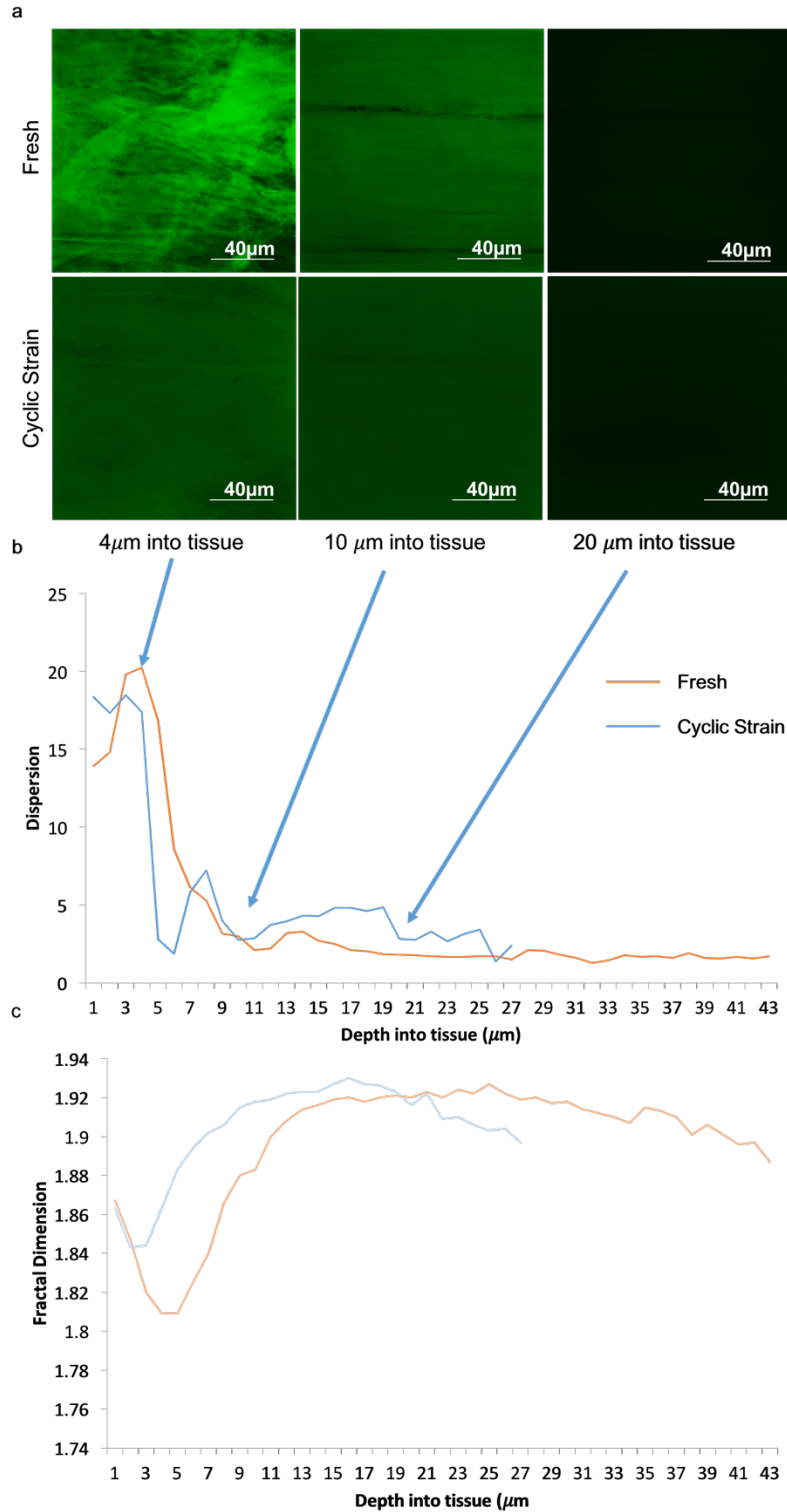 a
Fresh
40μm
40μm
40μm
Cyclic Strain
40μm
40μm
40μm
4μm into tissue
10 μm into tissue
20 μm into tissue
b
25
20
15
10
5
0
Dispersion
Fresh
Cyclic Strain
1 3 5 7 9 11 13 15 17 19 21 23 25 27 29 31 33 35 37 39 41 43
Depth into tissue (μm)
c
1.94
1.92
1.9
1.88
1.86
1.84
1.82
1.8
1.78
1.76
1.74
Fractal Dimension
1 3 5 7 9 11 13 15 17 19 21 23 25 27 29 31 33 35 37 39 41 43
Depth into tissue (μm